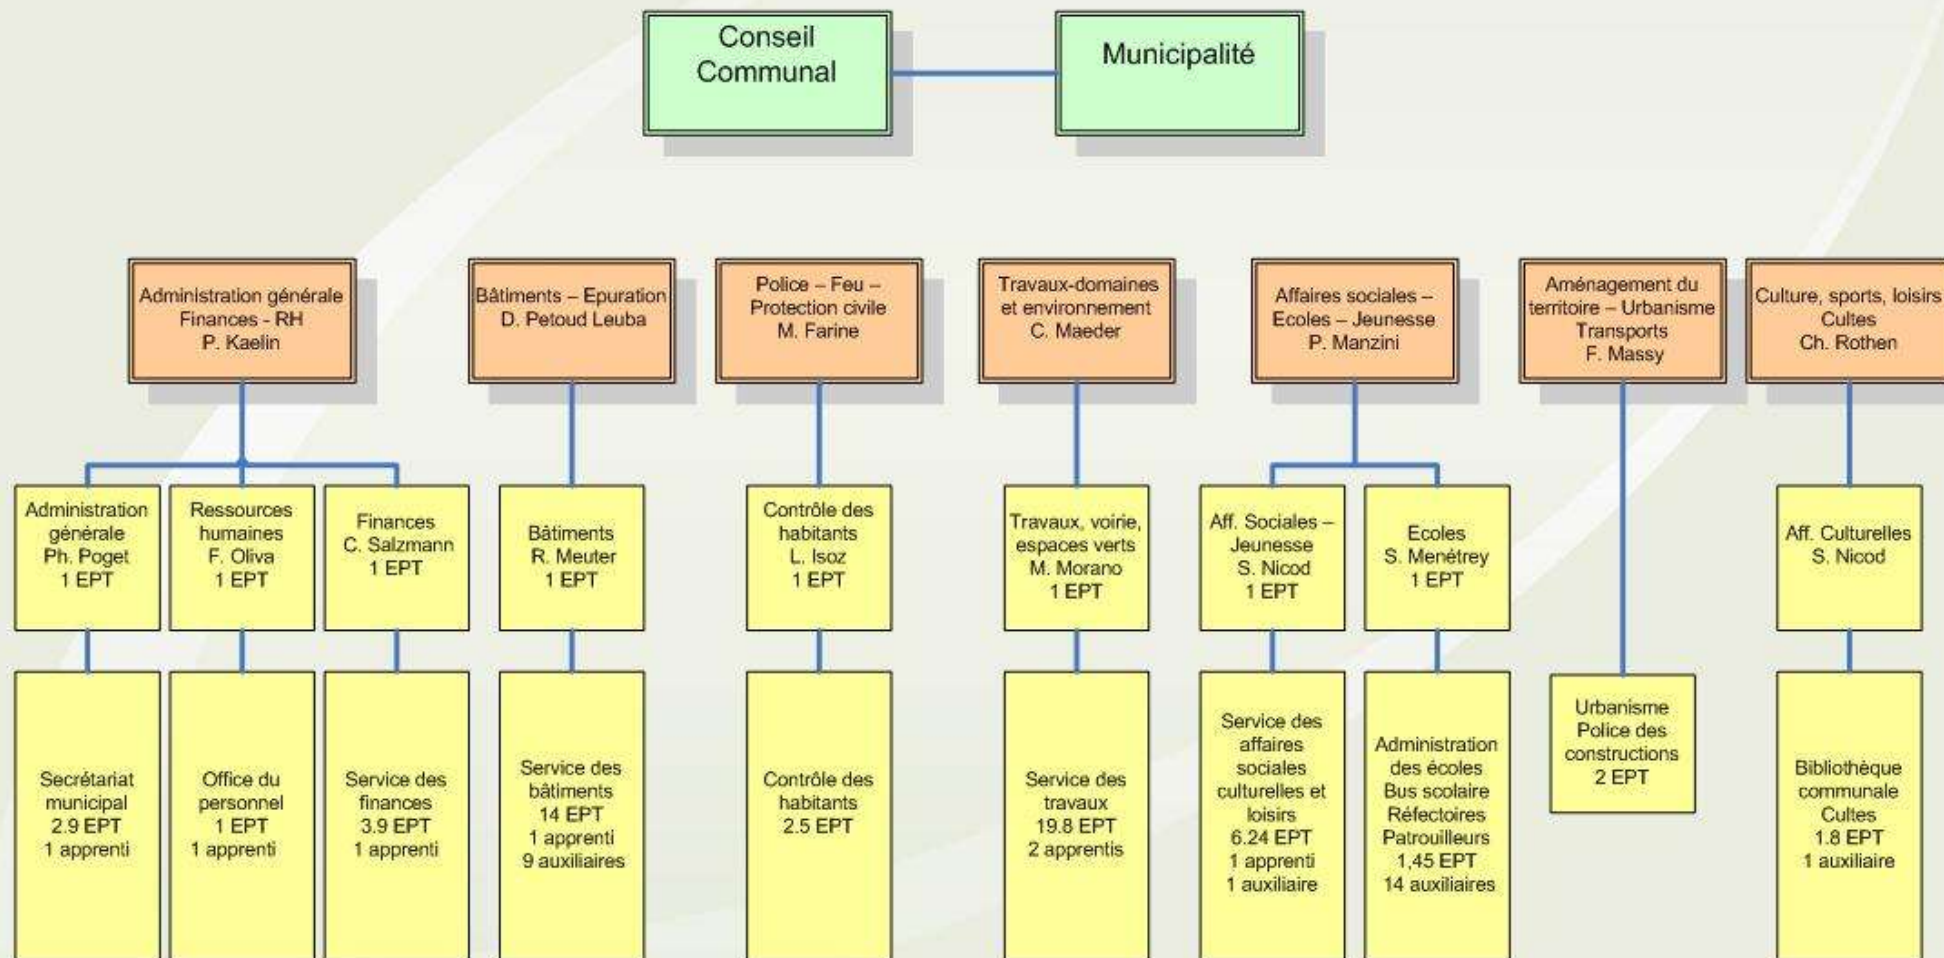 Conseil
Communal
Municipalité
Administration générale
Finances - RH
P. Kaelin
Bâtiments – Epuration
D. Petoud Leuba
Police – Feu –
Protection civile
M. Farine
Travaux-domaines
et environnement
C. Maeder
Affaires sociales –
Ecoles – Jeunesse
P. Manzini
Aménagement du
territoire – Urbanisme
Transports
F. Massy
Culture, sports, loisirs
Cultes
Ch. Rothen
Administration
générale
Ph. Poget
1 EPT
Ressources
humaines
F. Oliva
1 EPT
Finances
C. Salzmann
1 EPT
Bâtiments
R. Meuter
1 EPT
Contrôle des
habitants
L. Isoz
1 EPT
Travaux, voirie,
espaces verts
M. Morano
1 EPT
Aff. Sociales –
Jeunesse
S. Nicod
1 EPT
Ecoles
S. Menétrey
1 EPT
Aff. Culturelles
S. Nicod
Secrétariat
municipal
2.9 EPT
1 apprenti
Office du
personnel
1 EPT
1 apprenti
Service des
finances
3.9 EPT
1 apprenti
Service des
bâtiments
14 EPT
1 apprenti
9 auxiliaires
Contrôle des
habitants
2.5 EPT
Service des
travaux
19.8 EPT
2 apprentis
Service des
affaires
sociales
culturelles et
loisirs
6.24 EPT
1 apprenti
1 auxiliaire
Administration
des écoles
Bus scolaire
Réfectoires
Patrouilleurs
1,45 EPT
14 auxiliaires
Urbanisme
Police des
constructions
2 EPT
Bibliothèque
communale
Cultes
1.8 EPT
1 auxiliaire